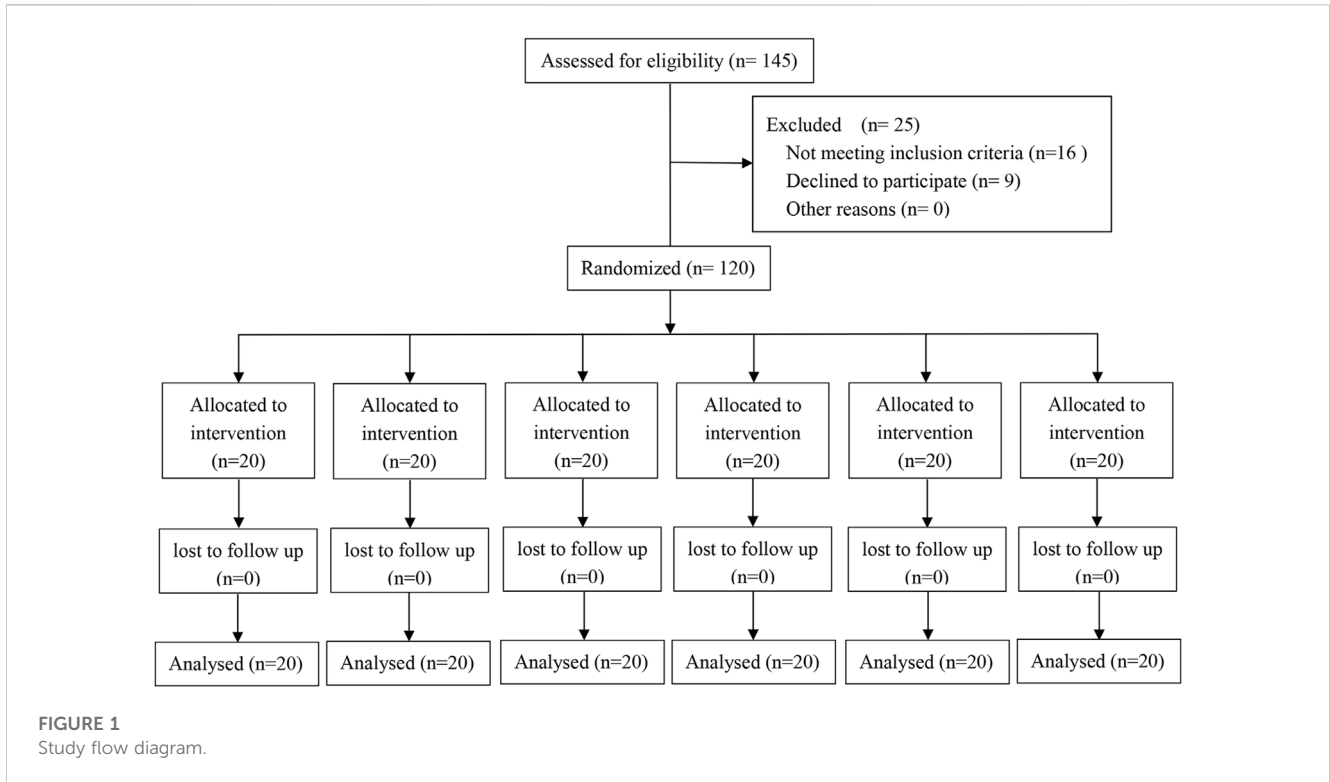 Assessed for eligibility (n= 145)
Excluded (n= 25)
Not meeting inclusion criteria (n=16 )
Declined to participate (n= 9)
Other reasons (n= 0)
Randomized (n= 120)
Allocated to
intervention
(n=20)
Allocated to
intervention
(n=20)
Allocated to
intervention
(n=20)
Allocated to
intervention
(n=20)
Allocated to
intervention
(n=20)
Allocated to
intervention
(n=20)
lost to follow up
(n=0)
lost to follow up
(n=0)
lost to follow up
(n=0)
lost to follow up
(n=0)
lost to follow up
(n=0)
lost to follow up
(n=0)
Analysed (n=20)
Analysed (n=20)
Analysed (n=20)
Analysed (n=20)
Analysed (n=20)
Analysed (n=20)
FIGURE 1
Study flow diagram.